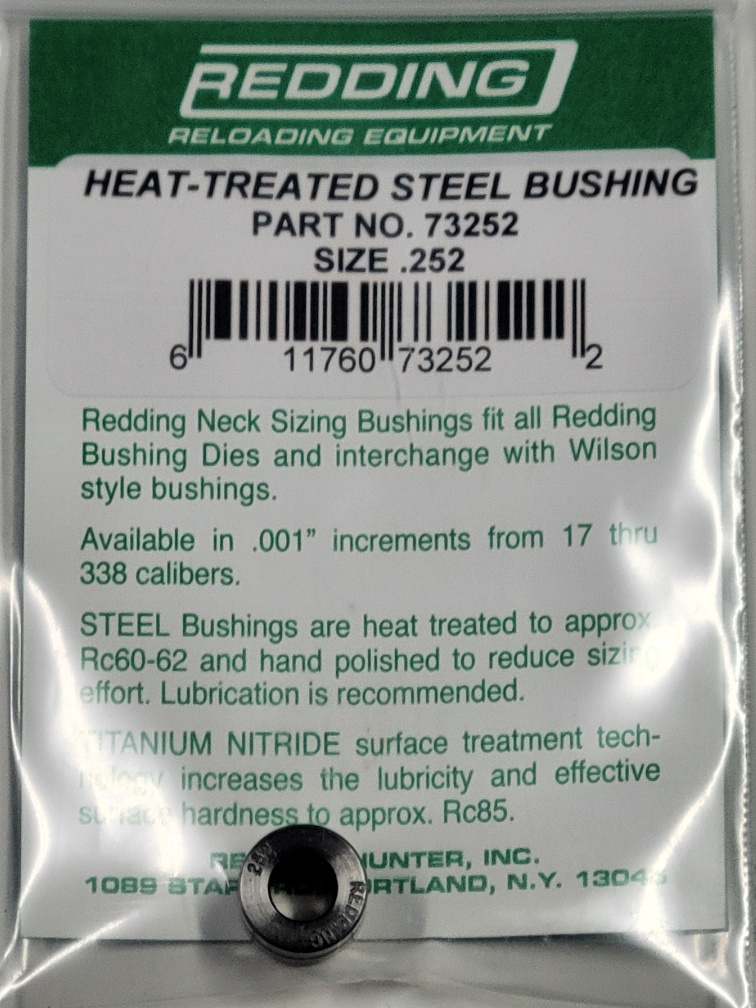 REDDING
RELOADING EQUIPMENT
HEAT-TREATED STEEL BUSHING
PART NO. 73252
SIZE .252
6 11760 73252 2
Redding Neck Sizing Bushings fit all Redding
Bushing Dies and interchange with Wilson
style bushings.
Available in .001” increments from 17 thru
338 calibers.
STEEL Bushings are heat treated to approx
Rc60-62 and hand polished to reduce sizing
effort. Lubrication is recommended.
TITANIUM NITRIDE surface treatment tech-
nology increases the lubricity and effective
surface hardness to approx. Rc85.
HUNTER, INC.
1089 N.Y.
REDDING